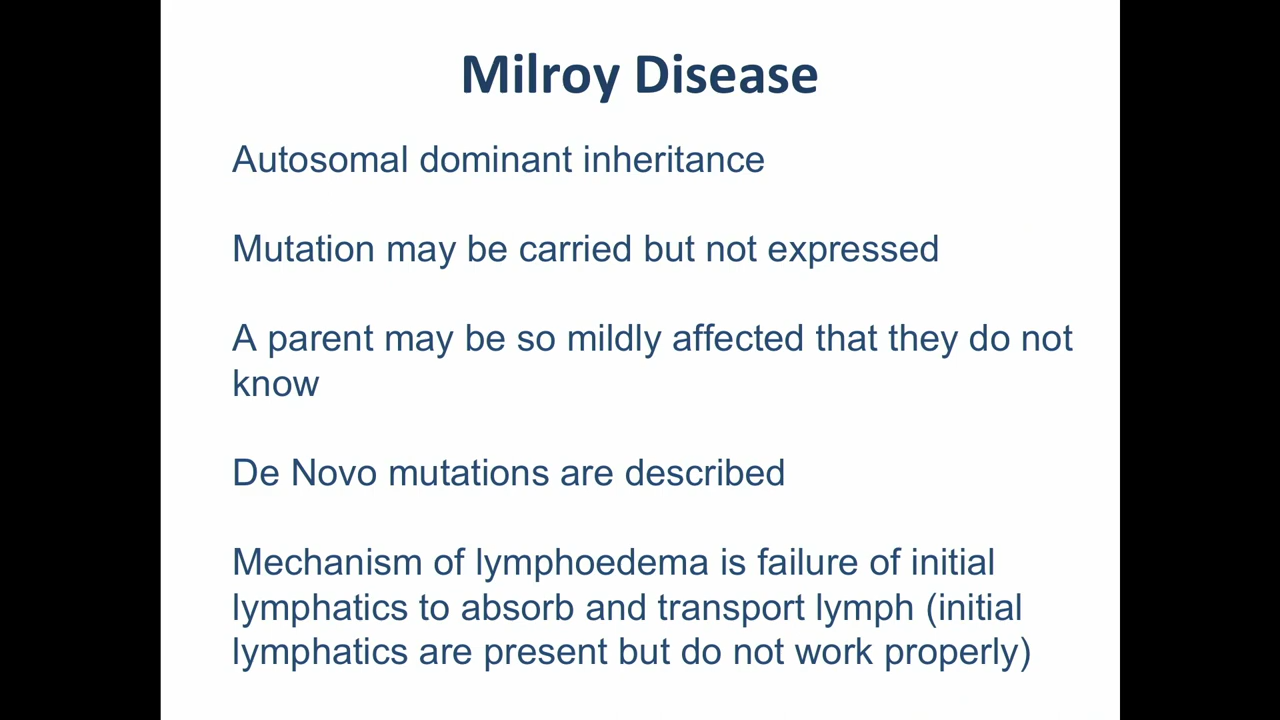 Milroy Disease
Autosomal dominant inheritance
Mutation may be carried but not expressed
A parent may be so mildly affected that they do not
know
De Novo mutations are described
Mechanism of lymphoedema is failure of initial
lymphatics to absorb and transport lymph (initial
lymphatics are present but do not work properly)